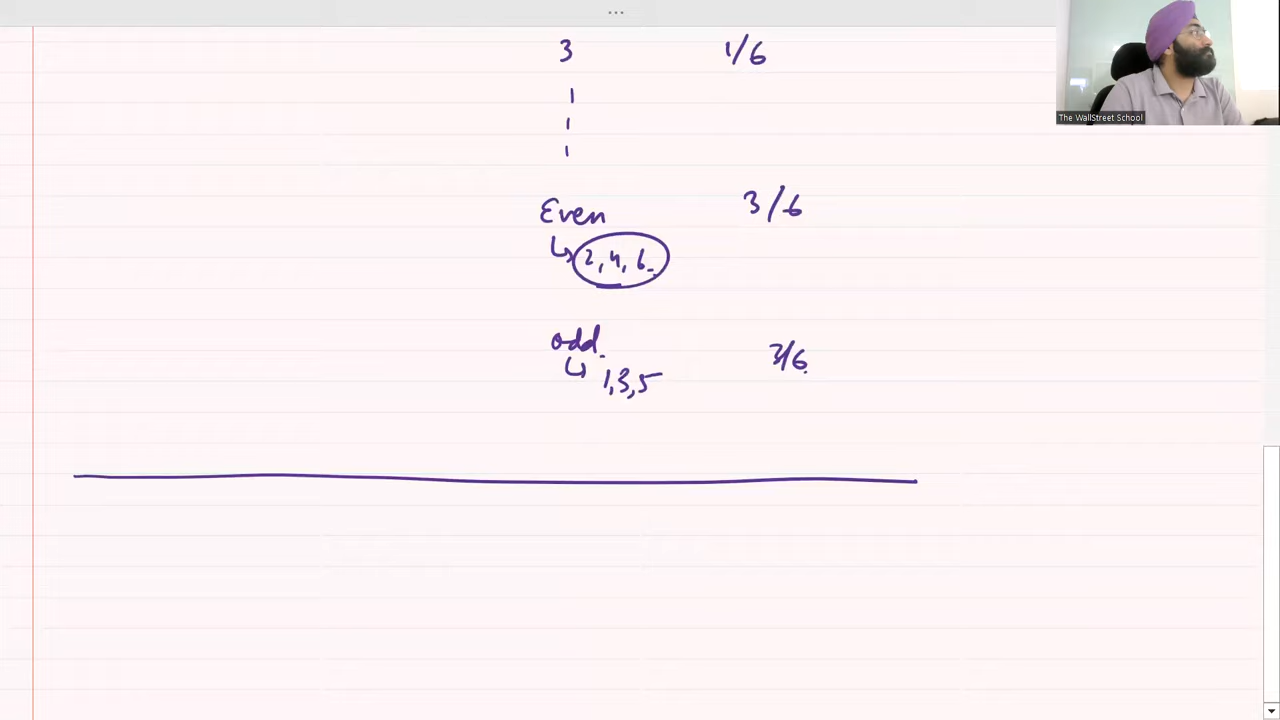 3 1/6
Even 3/6
2, 4, 6
odd 3/6
1, 3, 5
The WallStreet School